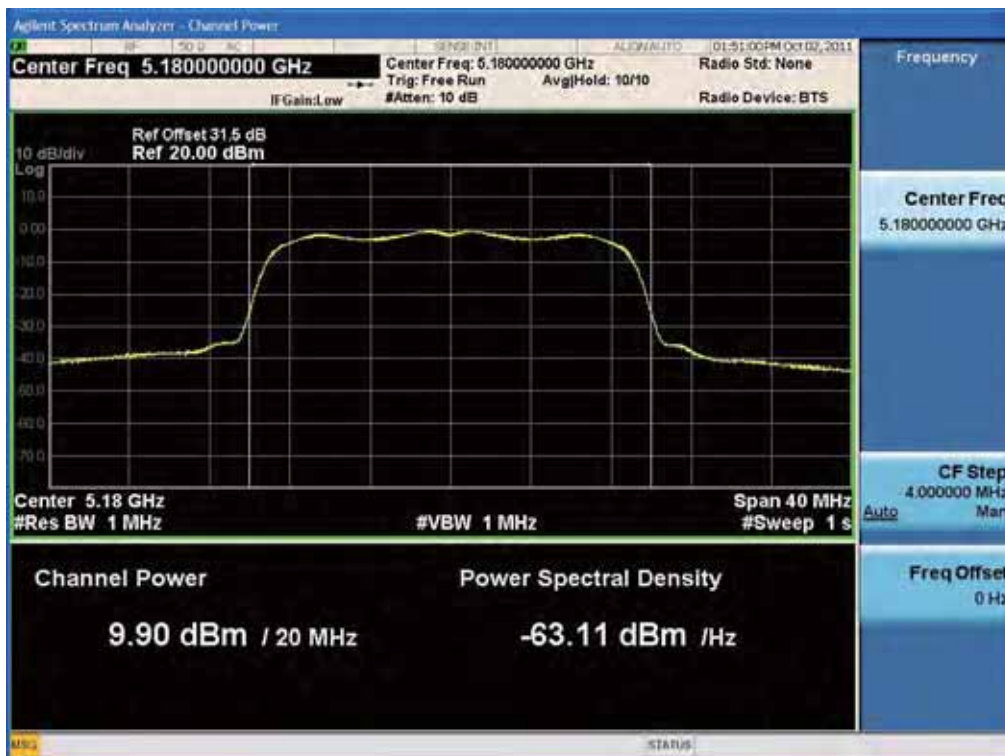 Agilent Spectrum Analyzer - Channel Power
RF 50 Ω AC SENSE:INT ALIGN AUTO 01:51:00 PM Oct 02, 2011
Center Freq 5.180000000 GHz
Center Freq: 5.180000000 GHz
Radio Std: None
Trig: Free Run
Avg|Hold: 10/10
IFGain:Low
#Atten: 10 dB
Radio Device: BTS
Ref Offset 31.5 dB
10 dB/div
Ref 20.00 dBm
Log
10.0
0.00
-10.0
-20.0
-30.0
-40.0
-50.0
-60.0
-70.0
Center 5.18 GHz
Span 40 MHz
#Res BW 1 MHz
#VBW 1 MHz
#Sweep 1 s
Channel Power
Power Spectral Density
9.90 dBm / 20 MHz
-63.11 dBm /Hz
MSG
STATUS
Frequency
Center Freq
5.180000000 GHz
CF Step
4.000000 MHz
Auto Man
Freq Offset
0 Hz